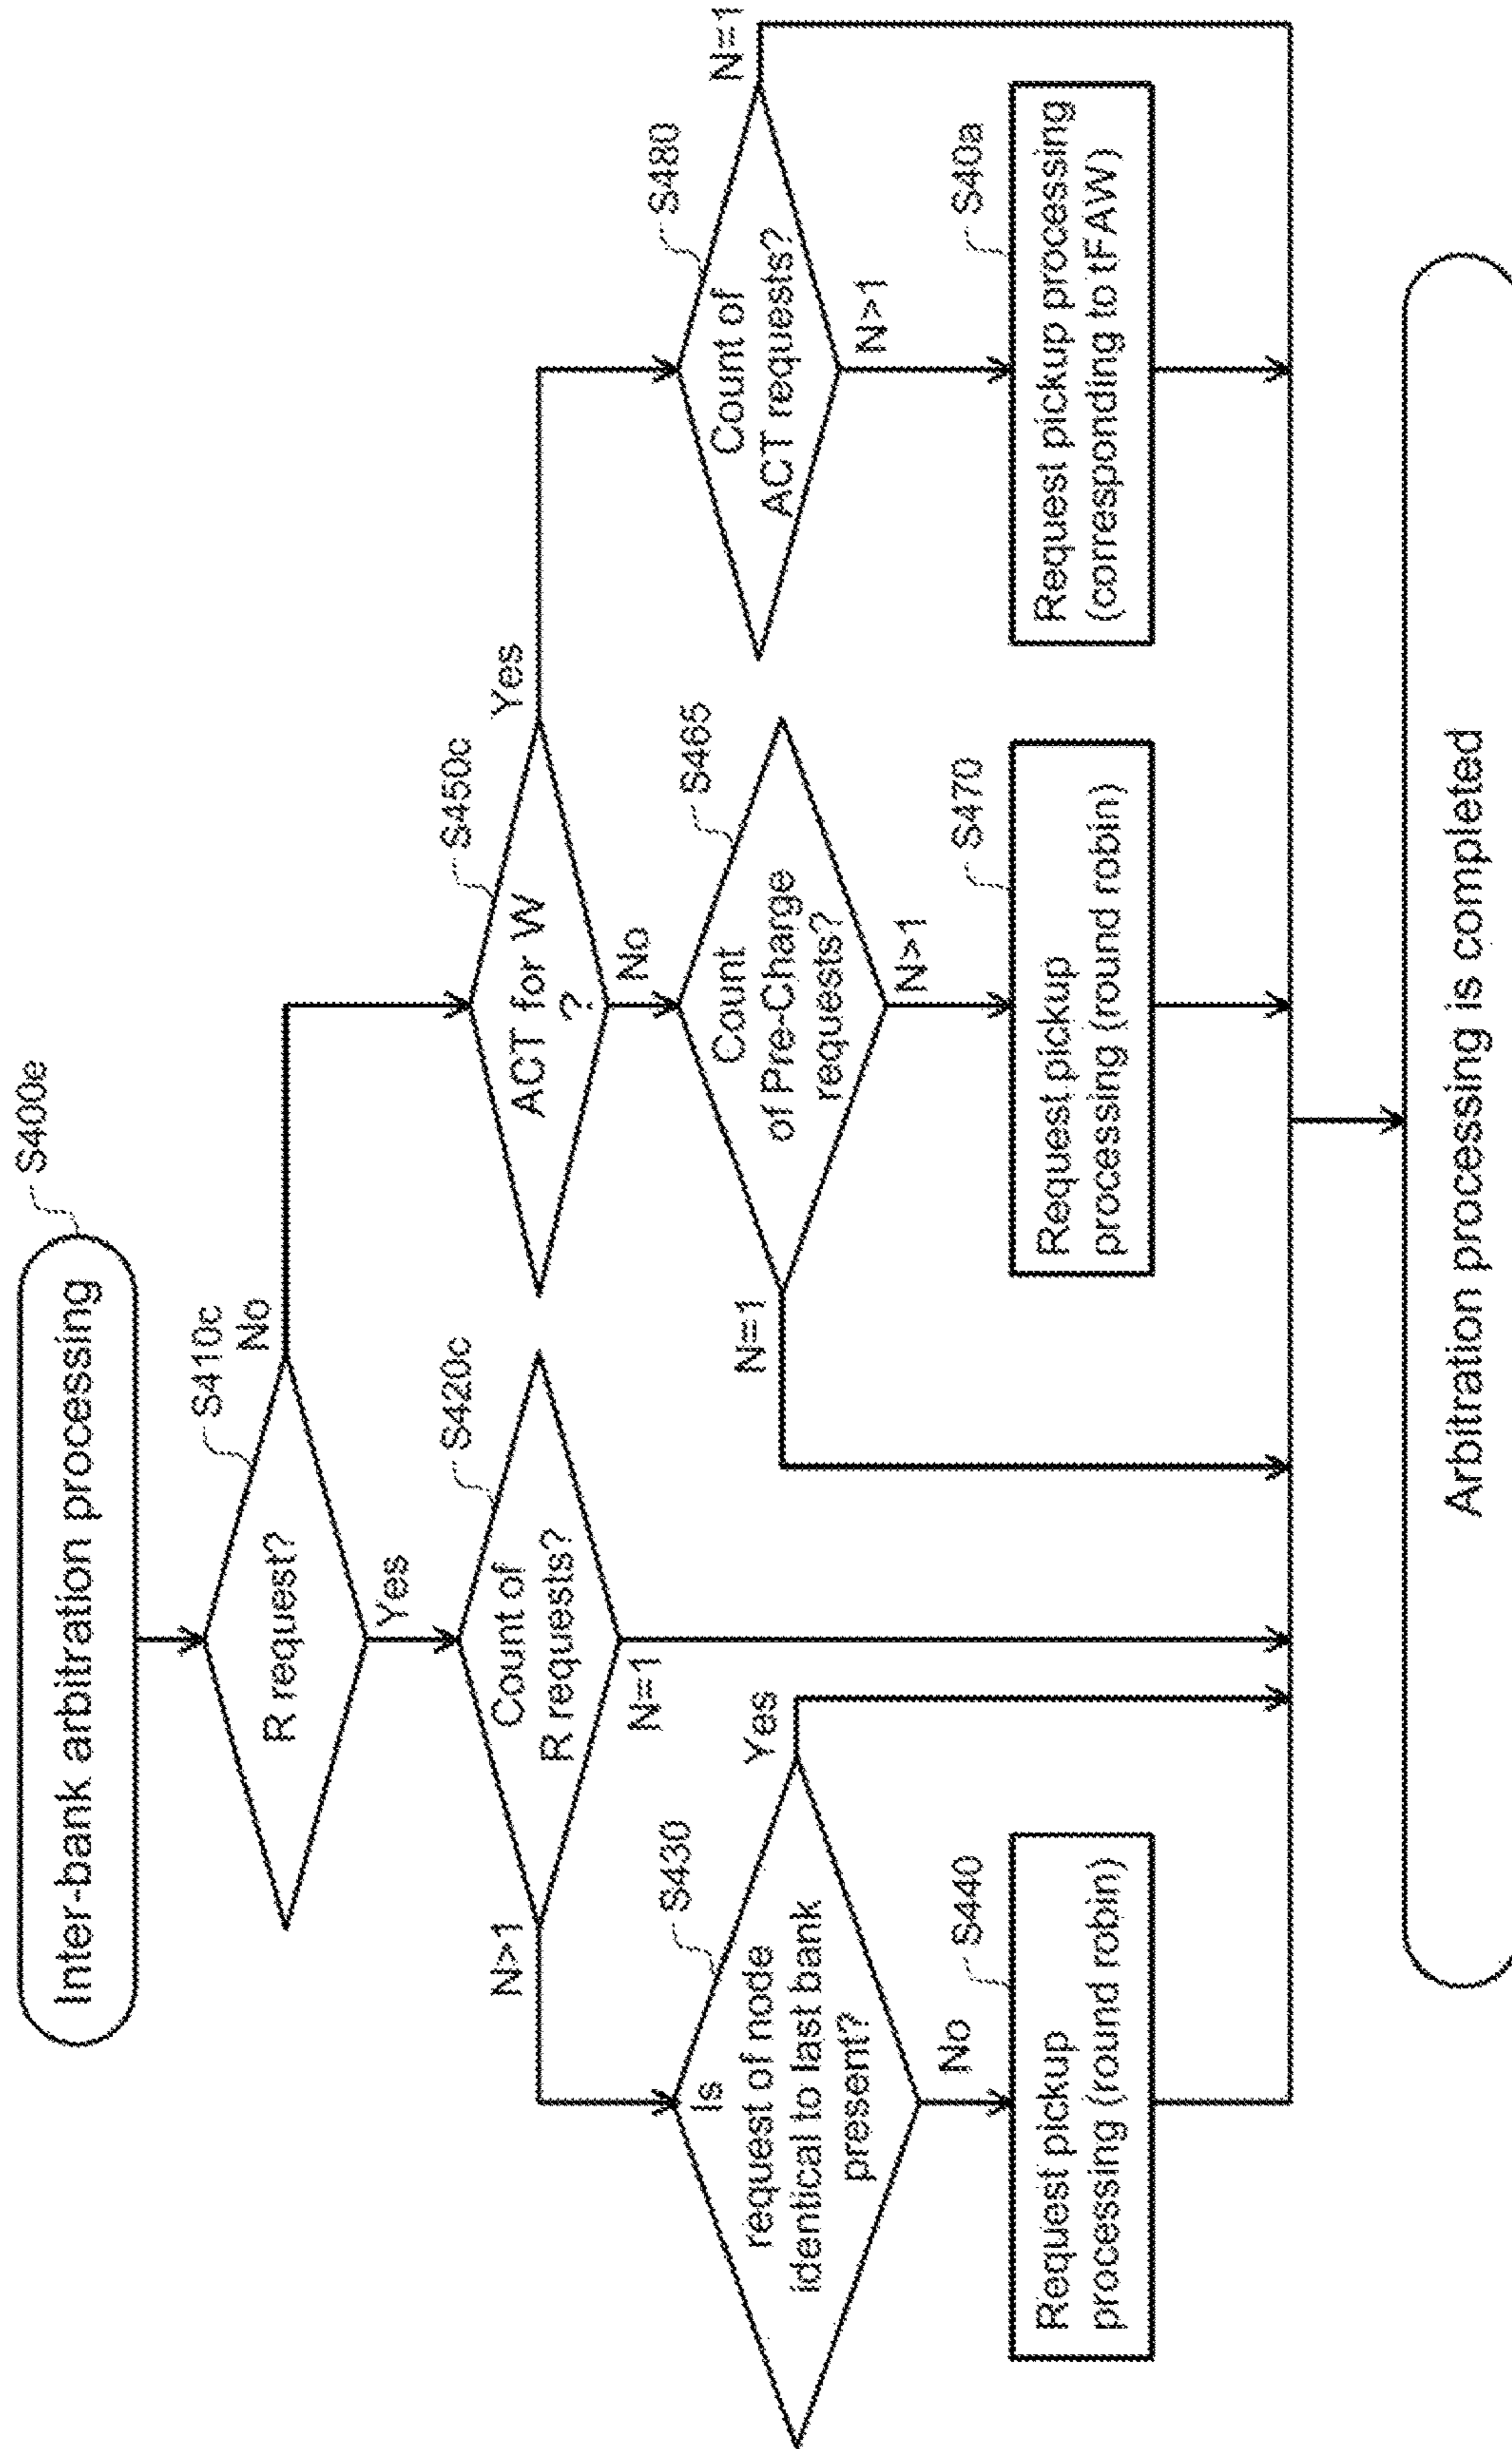 Inter-bank arbitration processing
S400e
R request?
S410c
No
Yes
Count of
R requests?
S420c
N>1
N=1
ACT for W
?
S450c
Yes
No
Is
request of node
identical to last bank
present?
S430
Yes
No
Count
of Pre-Charge
requests?
S465
N=1
N>1
Count of
ACT requests?
S480
N=1
N>1
Request pickup
processing (round robin)
S440
Request pickup
processing (round robin)
S470
Request pickup processing
(corresponding to tFAW)
S40a
Arbitration processing is completed